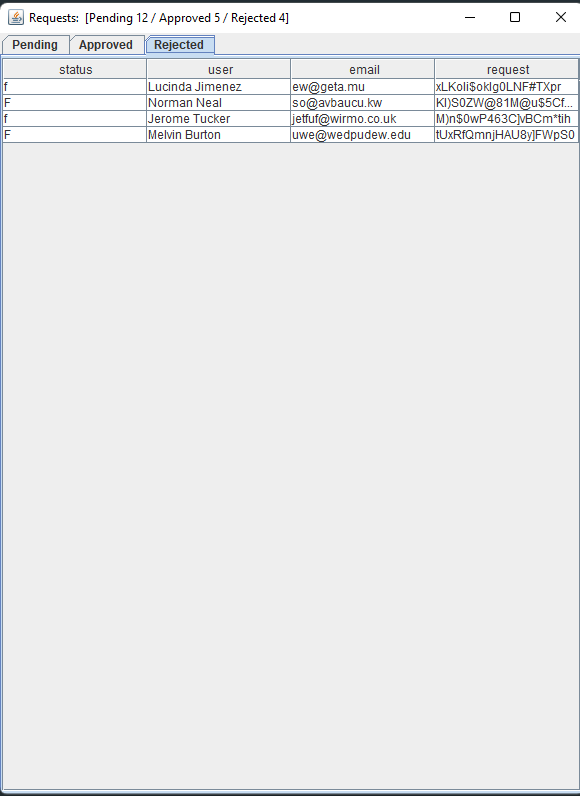 Requests: [Pending 12 / Approved 5 / Rejected 4]
Pending Approved Rejected
status user email request
f Lucinda Jimenez ew@geta.mu xLKoli$oklg0LNF#TXpr
F Norman Neal so@avbaucu.kw KI)S0ZW@81M@u$5Cf...
f Jerome Tucker jetfuf@wirmo.co.uk M)n$0wP463C]vBCm*tih
F Melvin Burton uwe@wedpudew.edu tUxRfQmnjHAU8y]FWpS0